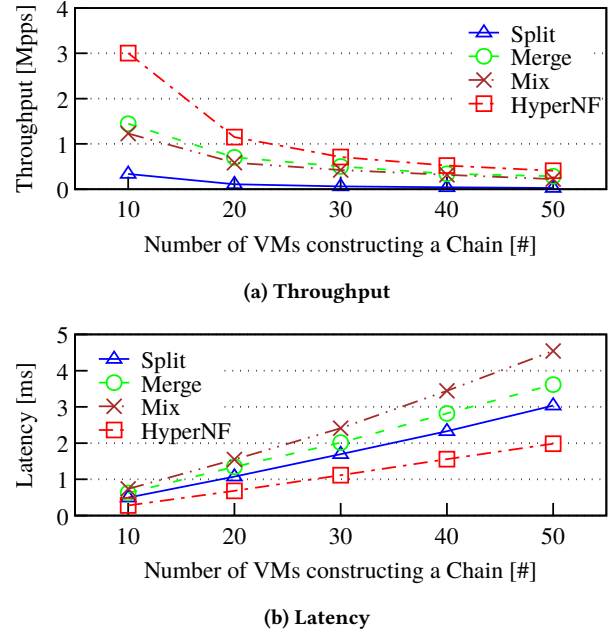 Throughput [Mpps]
4
3
2
1
0
Split
Merge
Mix
HyperNF
10 20 30 40 50
Number of VMs constructing a Chain [#]
(a) Throughput
Latency [ms]
5
4
3
2
1
0
Split
Merge
Mix
HyperNF
10 20 30 40 50
Number of VMs constructing a Chain [#]
(b) Latency